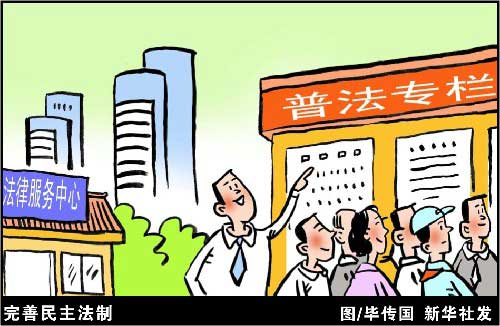 普法专栏
法律服务中心
完善民主法制
图/毕传国 新华社发